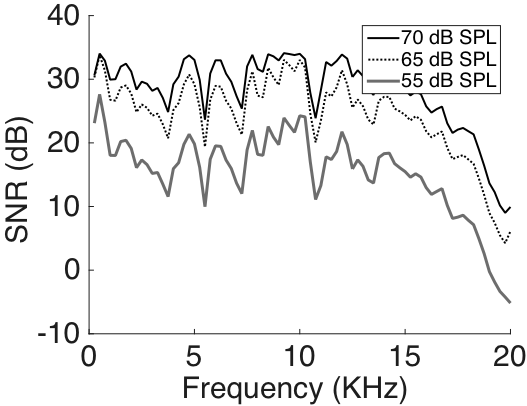 40
30
20
10
0
-10
SNR (dB)
70 dB SPL
65 dB SPL
55 dB SPL
0 5 10 15 20
Frequency (KHz)